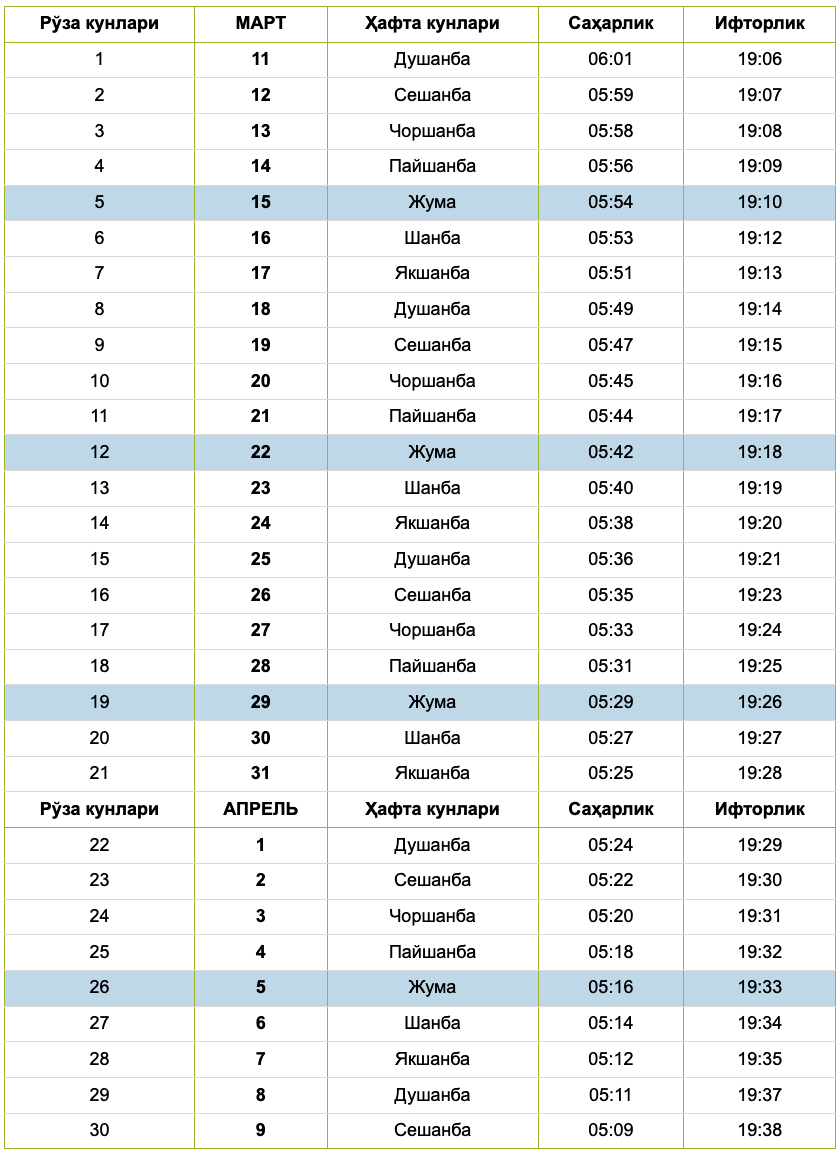 Рўза кунлари МАРТ Ҳафта кунлари Саҳарлик Ифторлик
1 11 Душанба 06:01 19:06
2 12 Сешанба 05:59 19:07
3 13 Чоршанба 05:58 19:08
4 14 Пайшанба 05:56 19:09
5 15 Жума 05:54 19:10
6 16 Шанба 05:53 19:12
7 17 Якшанба 05:51 19:13
8 18 Душанба 05:49 19:14
9 19 Сешанба 05:47 19:15
10 20 Чоршанба 05:45 19:16
11 21 Пайшанба 05:44 19:17
12 22 Жума 05:42 19:18
13 23 Шанба 05:40 19:19
14 24 Якшанба 05:38 19:20
15 25 Душанба 05:36 19:21
16 26 Сешанба 05:35 19:23
17 27 Чоршанба 05:33 19:24
18 28 Пайшанба 05:31 19:25
19 29 Жума 05:29 19:26
20 30 Шанба 05:27 19:27
21 31 Якшанба 05:25 19:28
Рўза кунлари АПРЕЛЬ Ҳафта кунлари Саҳарлик Ифторлик
22 1 Душанба 05:24 19:29
23 2 Сешанба 05:22 19:30
24 3 Чоршанба 05:20 19:31
25 4 Пайшанба 05:18 19:32
26 5 Жума 05:16 19:33
27 6 Шанба 05:14 19:34
28 7 Якшанба 05:12 19:35
29 8 Душанба 05:11 19:37
30 9 Сешанба 05:09 19:38